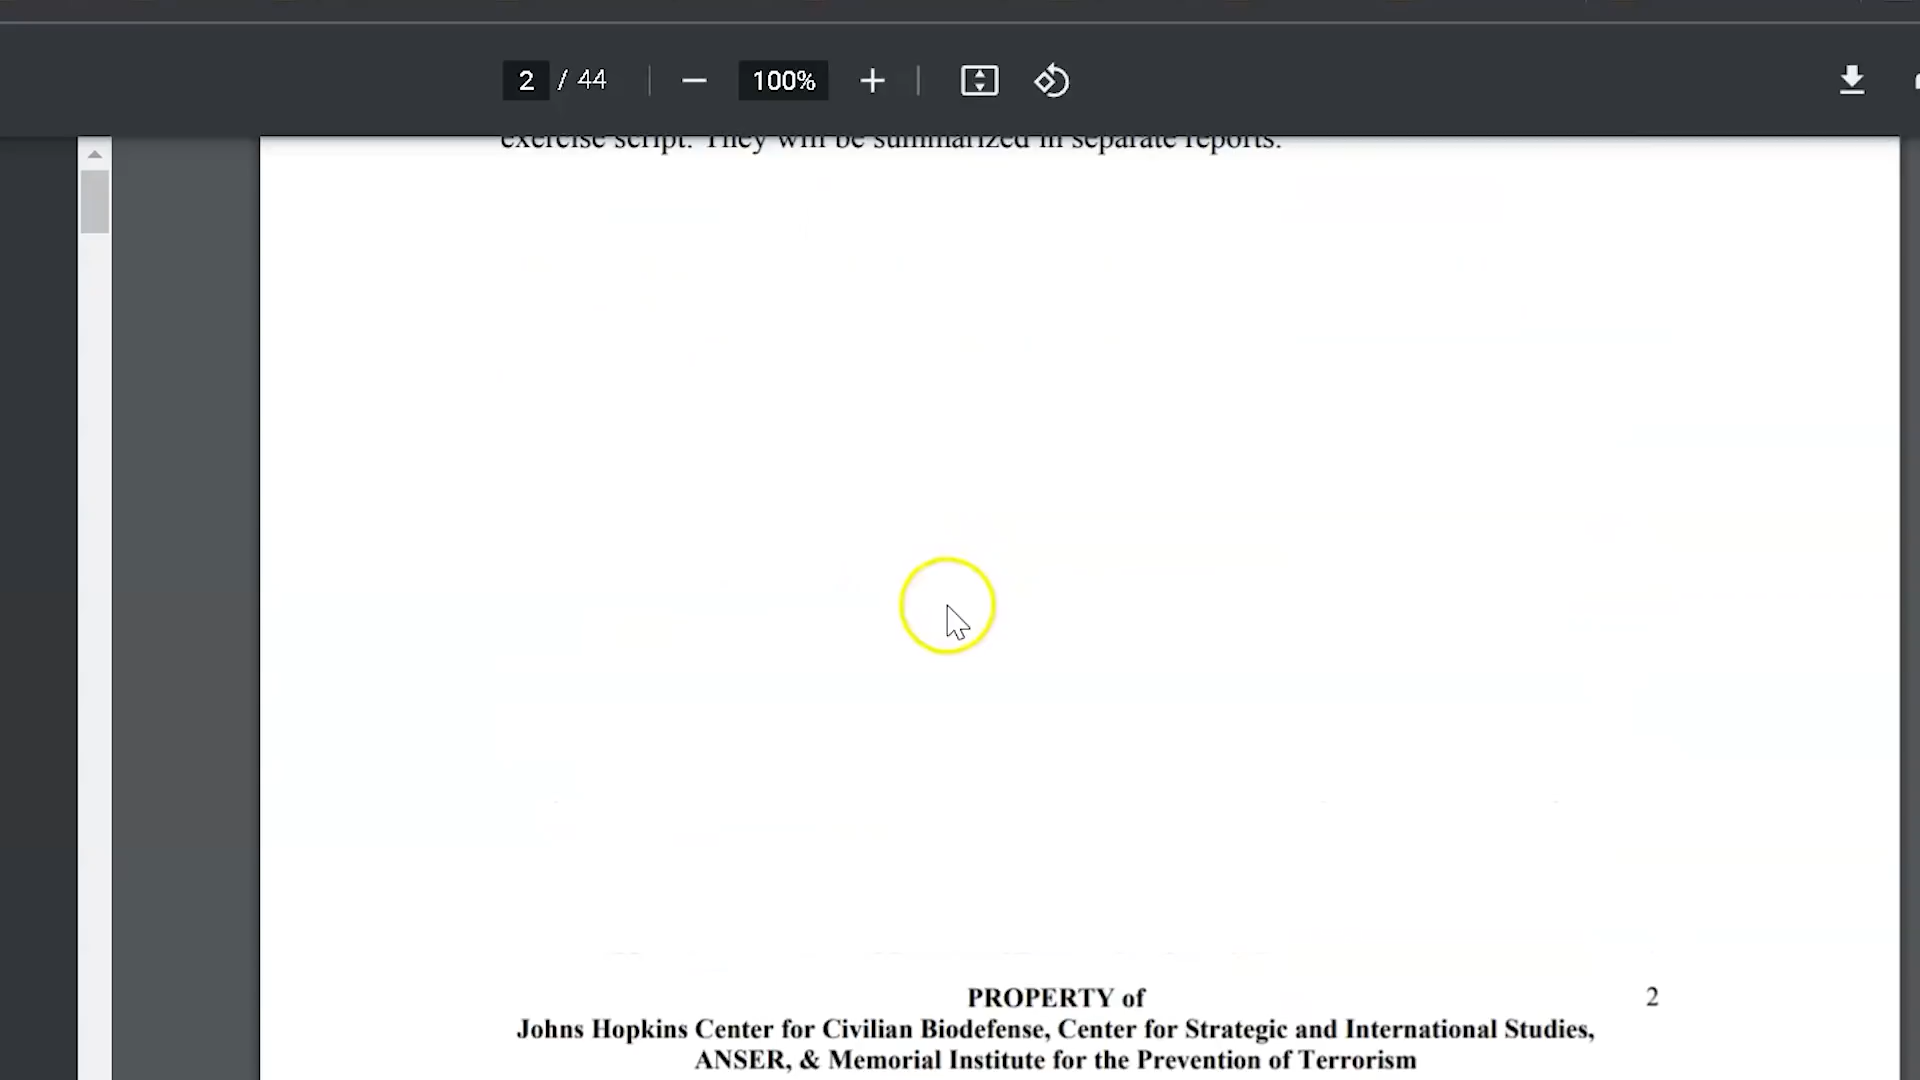 2 / 44 100%
exercise script. They will be summarized in separate reports.
PROPERTY of 2
Johns Hopkins Center for Civilian Biodefense, Center for Strategic and International Studies,
ANSER, & Memorial Institute for the Prevention of Terrorism